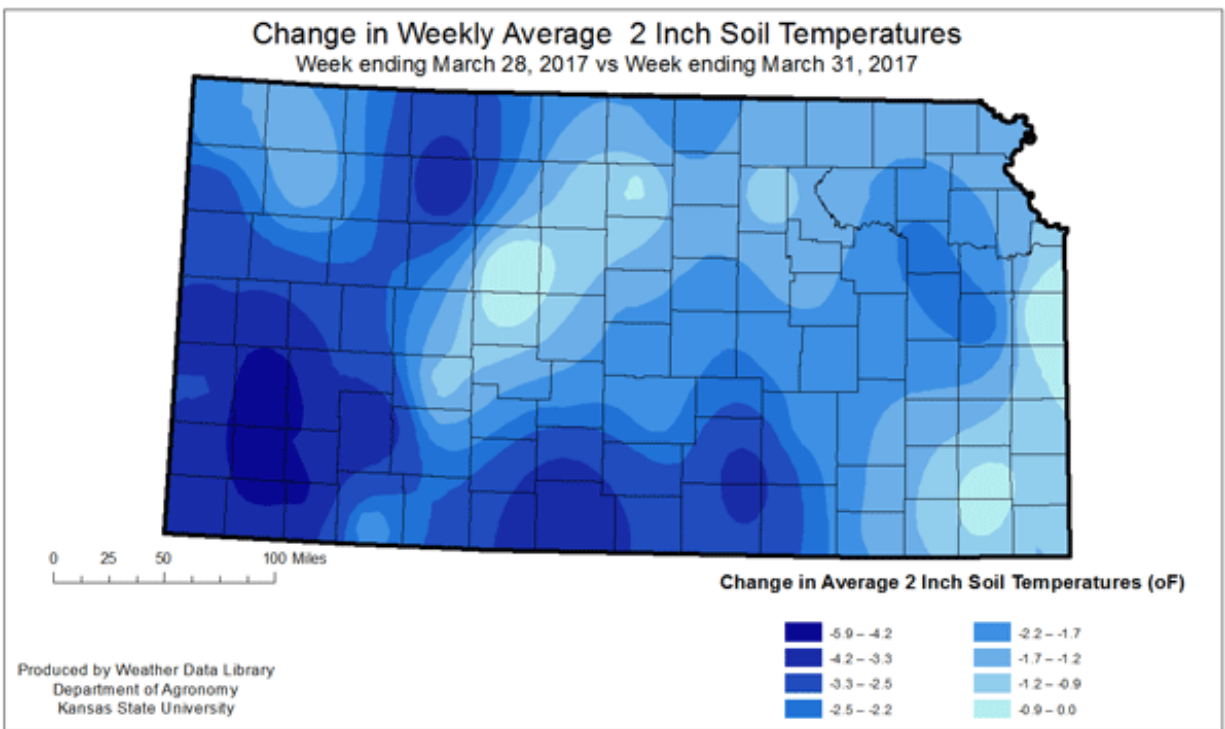 Change in Weekly Average 2 Inch Soil Temperatures
Week ending March 28, 2017 vs Week ending March 31, 2017
0 25 50 100 Miles
Change in Average 2 Inch Soil Temperatures (oF)
-5.9 – -4.2
-4.2 – -3.3
-3.3 – -2.5
-2.5 – -2.2
-2.2 – -1.7
-1.7 – -1.2
-1.2 – -0.9
-0.9 – 0.0
Produced by Weather Data Library
Department of Agronomy
Kansas State University